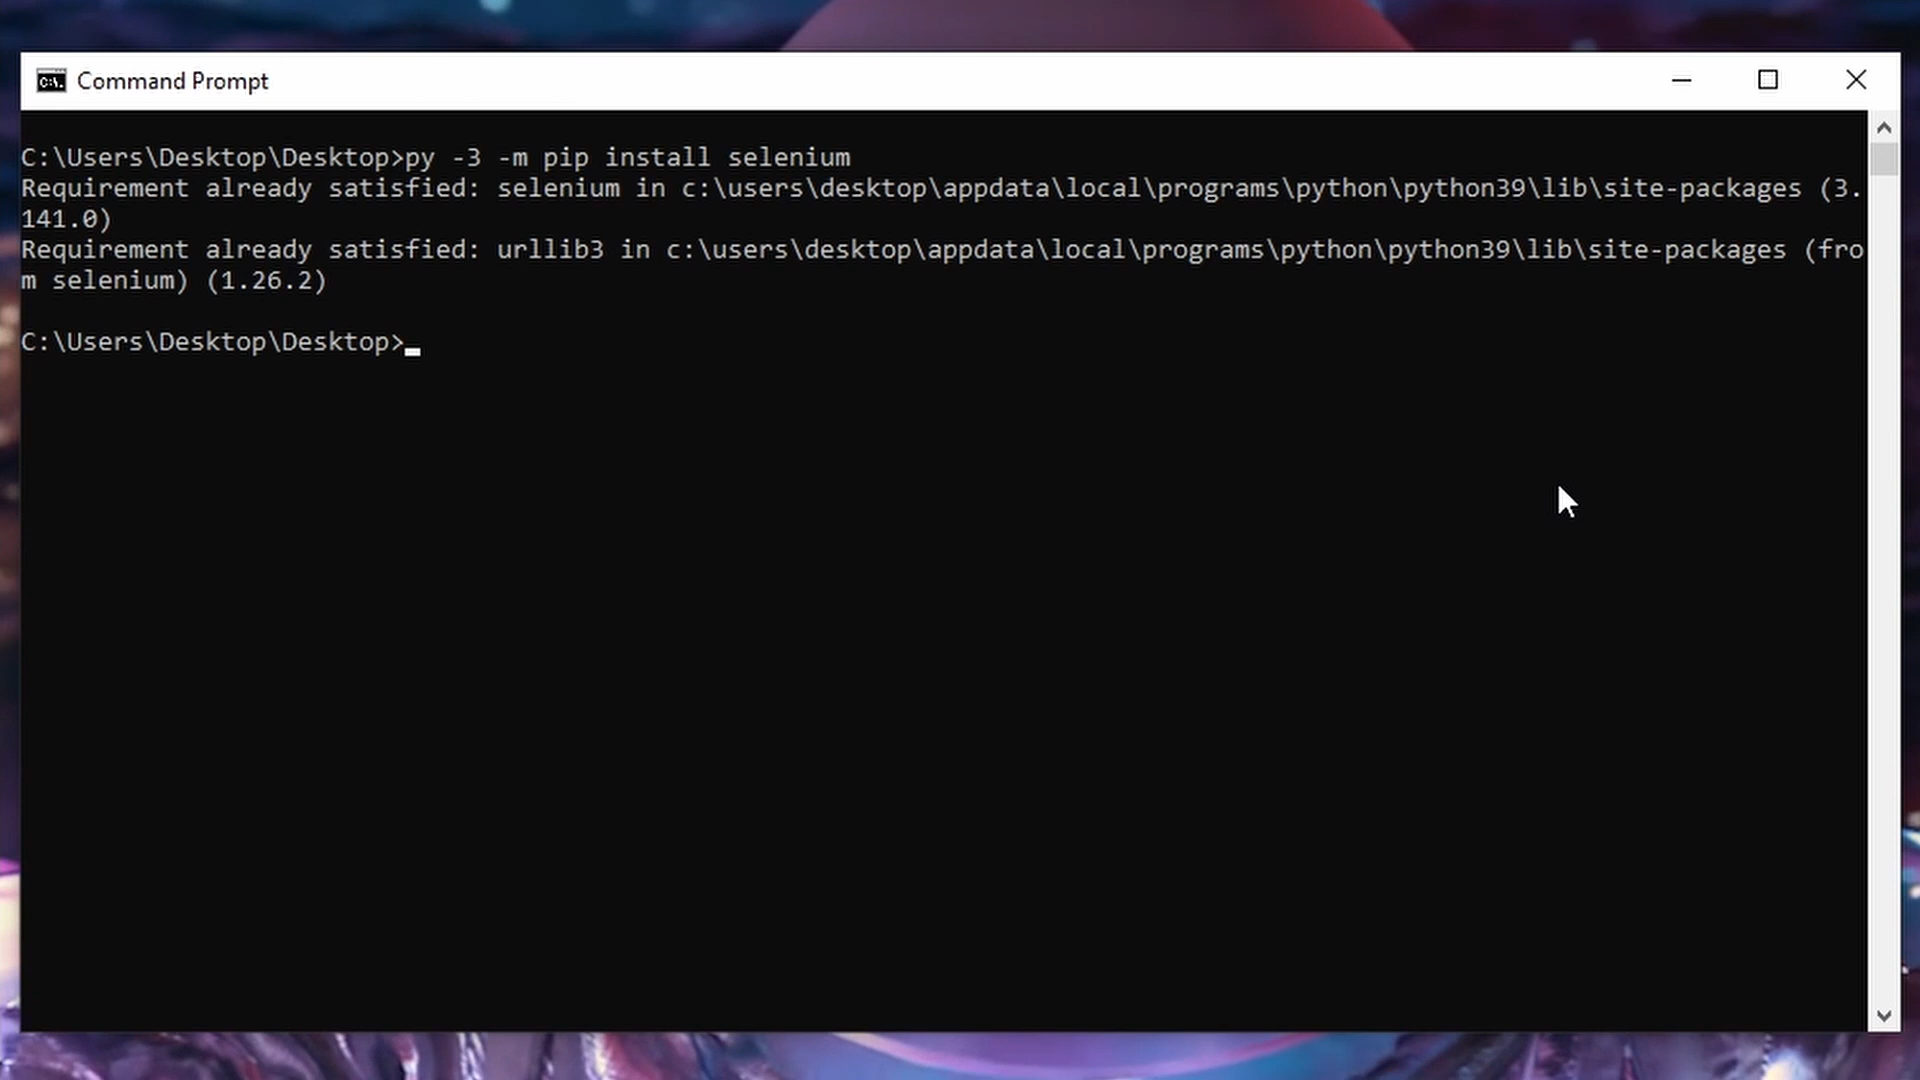 Command Prompt
C:\Users\Desktop\Desktop>py -3 -m pip install selenium
Requirement already satisfied: selenium in c:\users\desktop\appdata\local\programs\python\python39\lib\site-packages (3.
141.0)
Requirement already satisfied: urllib3 in c:\users\desktop\appdata\local\programs\python\python39\lib\site-packages (fro
m selenium) (1.26.2)
C:\Users\Desktop\Desktop>